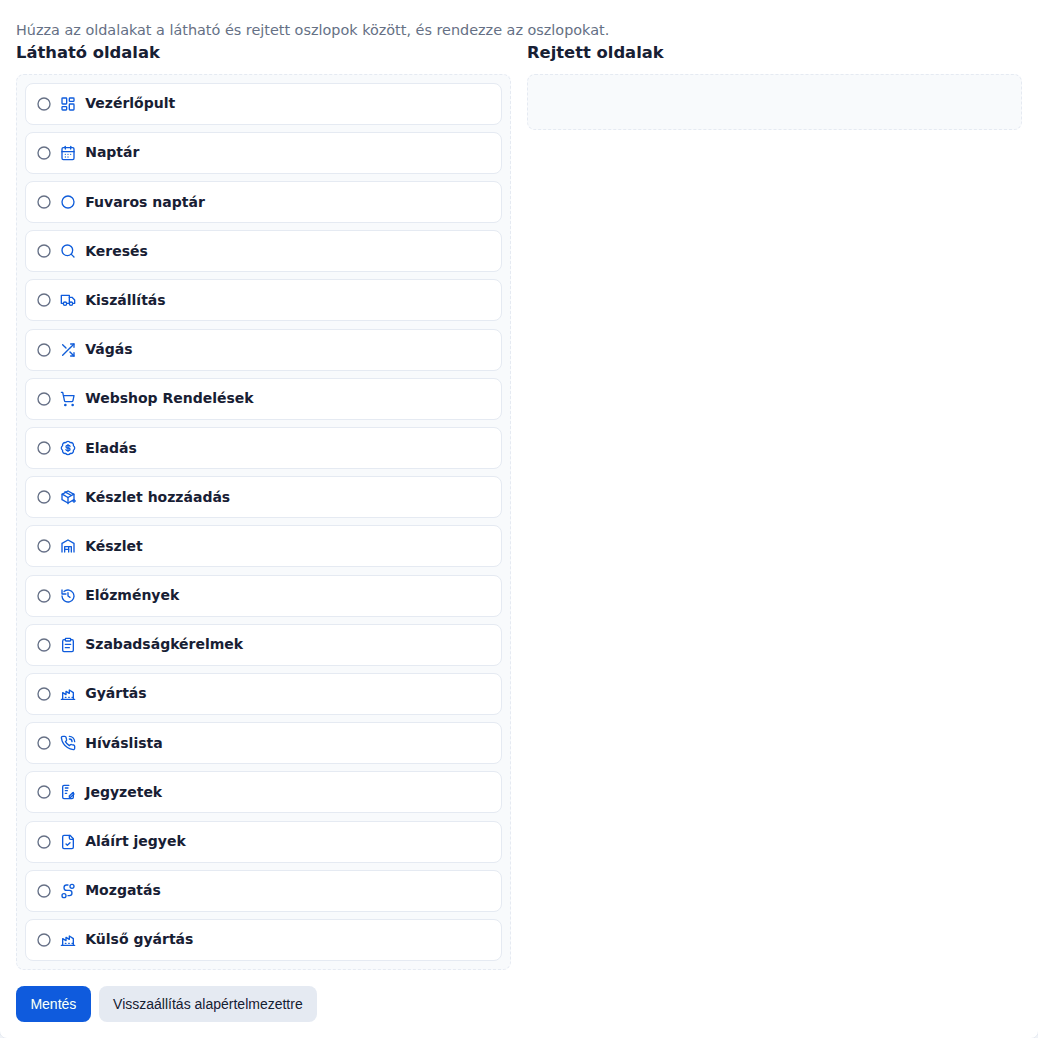 Húzza az oldalakat a látható és rejtett oszlopok között, és rendezze az oszlopokat.
Látható oldalak
Rejtett oldalak
Vezérlőpult
Naptár
Fuvaros naptár
Keresés
Kiszállítás
Vágás
Webshop Rendelések
Eladás
Készlet hozzáadás
Készlet
Előzmények
Szabadságkérelmek
Gyártás
Híváslista
Jegyzetek
Aláírt jegyek
Mozgatás
Külső gyártás
Mentés
Visszaállítás alapértelmezettre